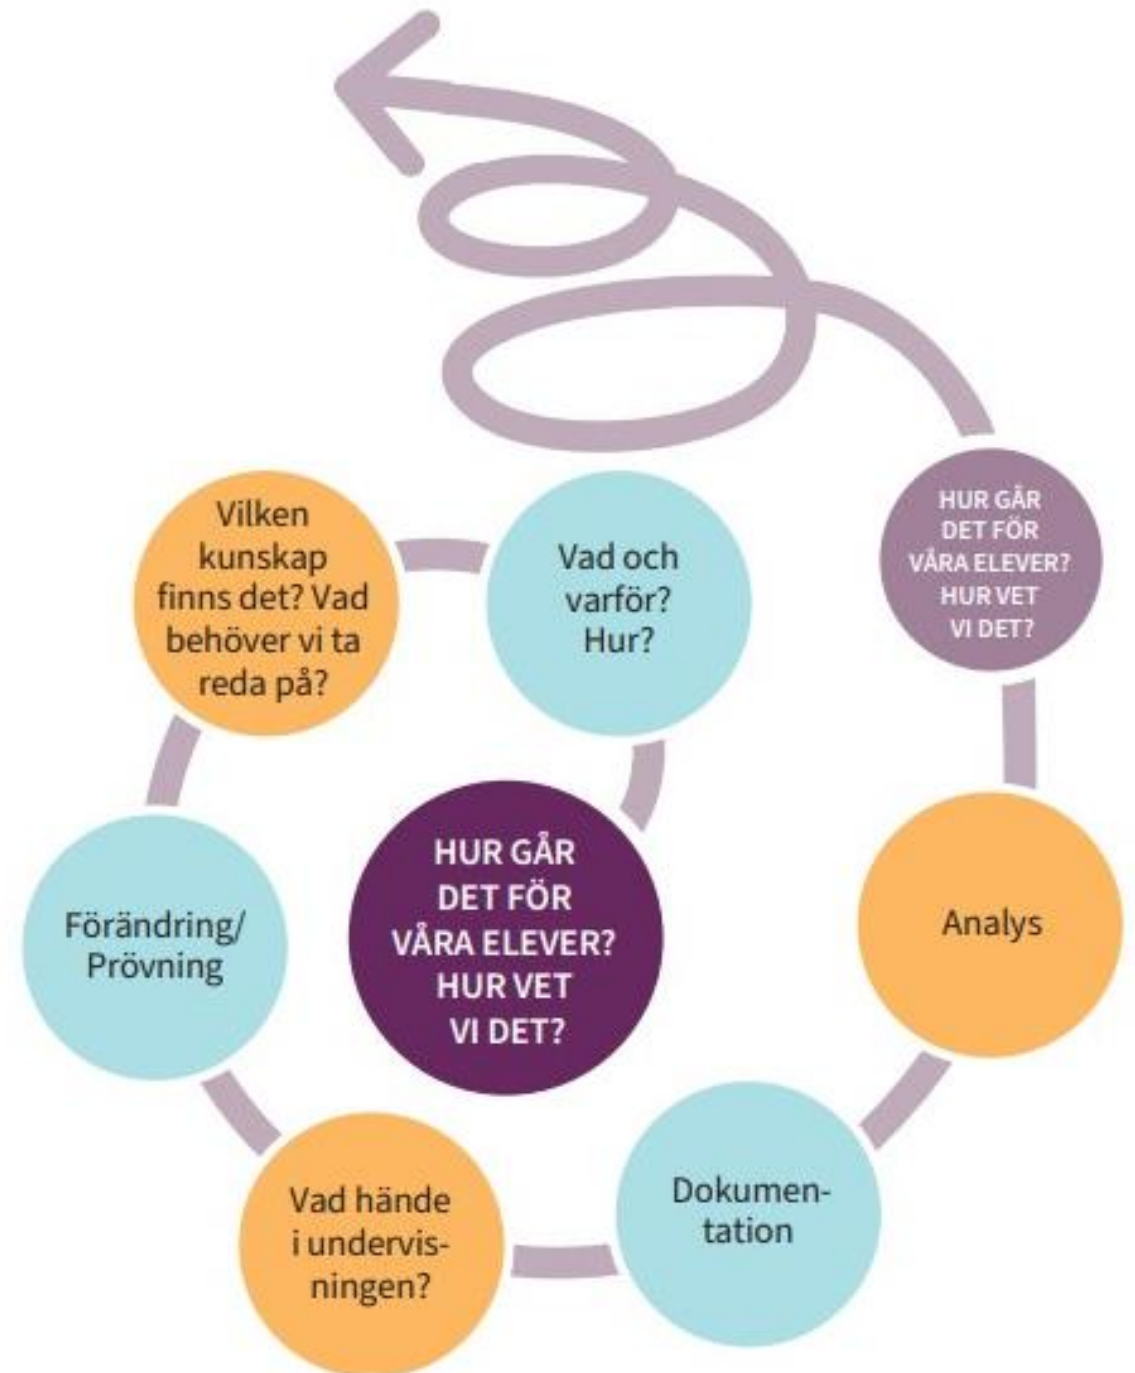 HUR GÅR
DET FÖR
VÅRA ELEVER?
HUR VET
VI DET?
Vad och
varför?
Hur?
Vilken
kunskap
finns det? Vad
behöver vi ta
reda på?
Förändring/
Prövning
Vad hände
i undervis-
ningen?
Dokumen-
tation
Analys
HUR GÅR
DET FÖR
VÅRA ELEVER?
HUR VET
VI DET?